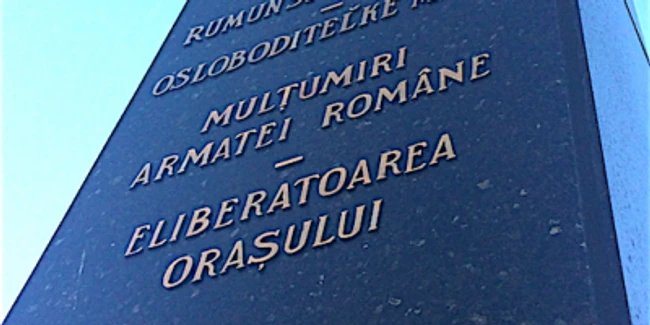 OSLOBODITEĽKE
MULȚUMIRI
ARMATEI ROMÂNE
–
ELIBERATOAREA
ORAȘULUI